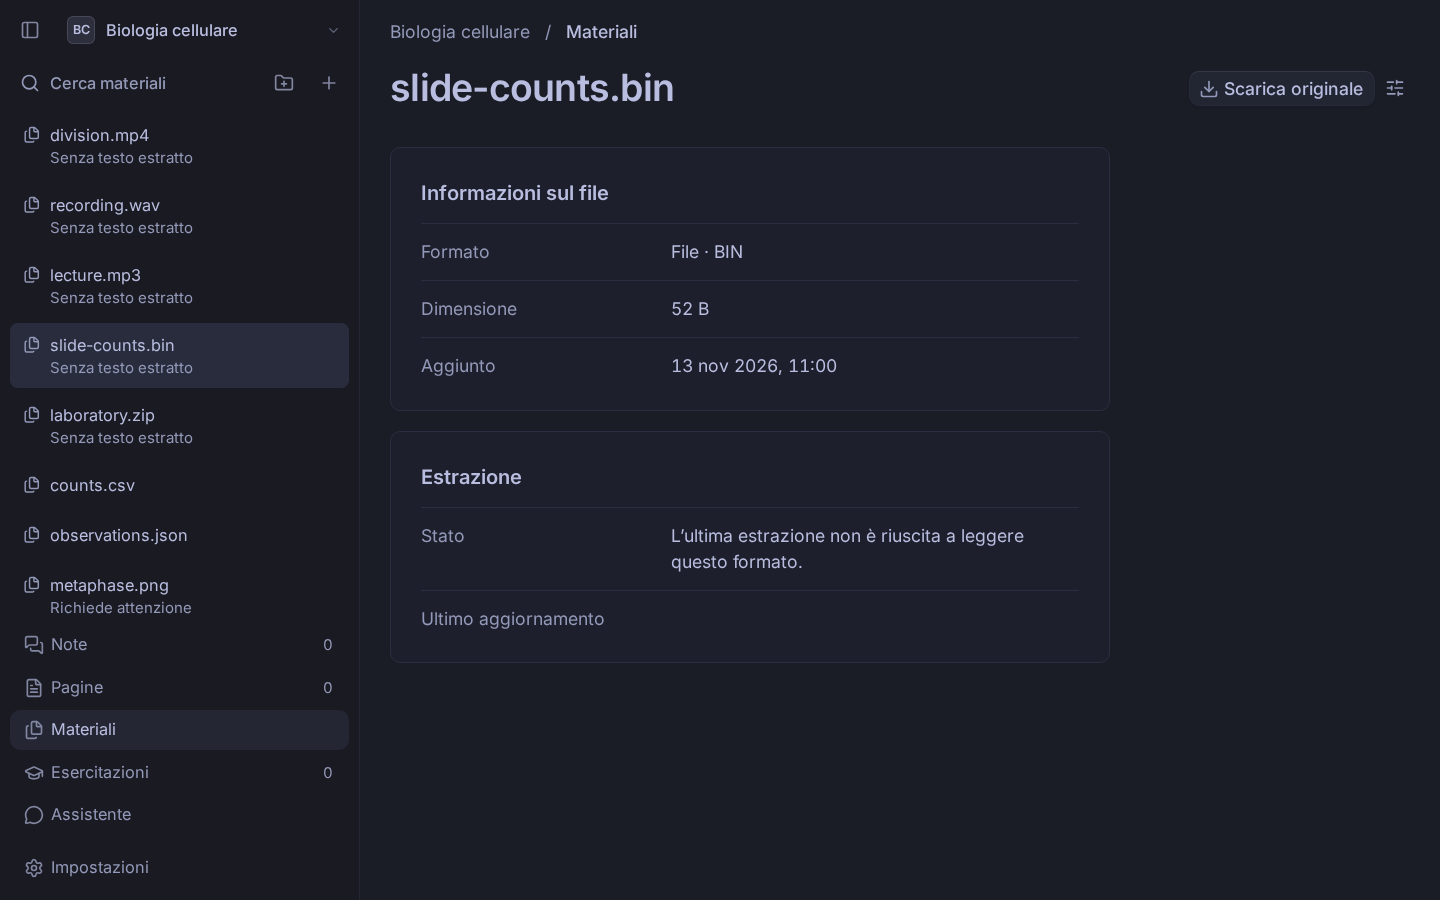 BC Biologia cellulare
Cerca materiali
division.mp4
Senza testo estratto
recording.wav
Senza testo estratto
lecture.mp3
Senza testo estratto
slide-counts.bin
Senza testo estratto
laboratory.zip
Senza testo estratto
counts.csv
observations.json
metaphase.png
Richiede attenzione
Note 0
Pagine 0
Materiali
Esercitazioni 0
Assistente
Impostazioni
Biologia cellulare / Materiali
slide-counts.bin
Scarica originale
Informazioni sul file
Formato File · BIN
Dimensione 52 B
Aggiunto 13 nov 2026, 11:00
Estrazione
Stato L’ultima estrazione non è riuscita a leggere
questo formato.
Ultimo aggiornamento